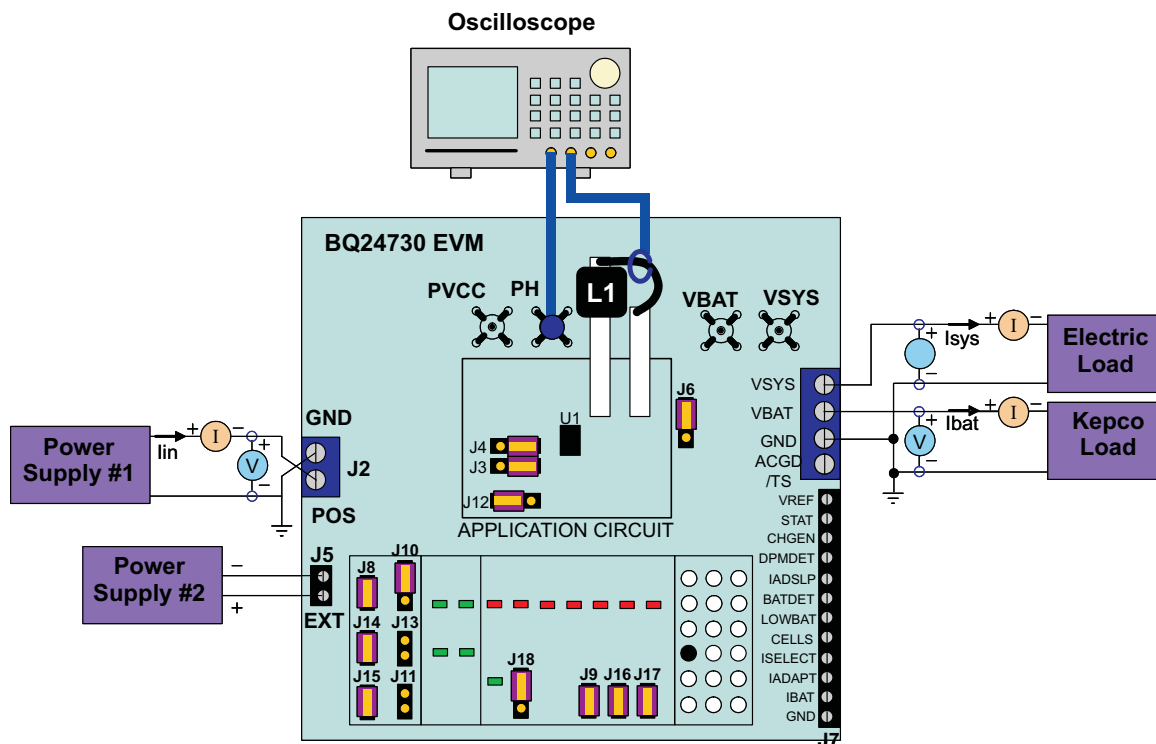 Oscilloscope
BQ24730 EVM
PVCC
PH
L1
VBAT
VSYS
J6
U1
J4
J3
J12
APPLICATION CIRCUIT
GND
J2
POS
Power
Supply #1
Iin
+
I
-
+
V
-
Power
Supply #2
-
+
J5
EXT
J8
J10
J14
J13
J15
J11
J18
J9
J16
J17
VSYS
VBAT
GND
ACGD
/TS
VREF
STAT
CHGEN
DPMDET
IADSLP
BATDET
LOWBAT
CELLS
ISELECT
IADAPT
IBAT
GND
J7
+
-
Isys
+
I
-
Electric
Load
+
V
-
Ibat
+
I
-
Kepco
Load